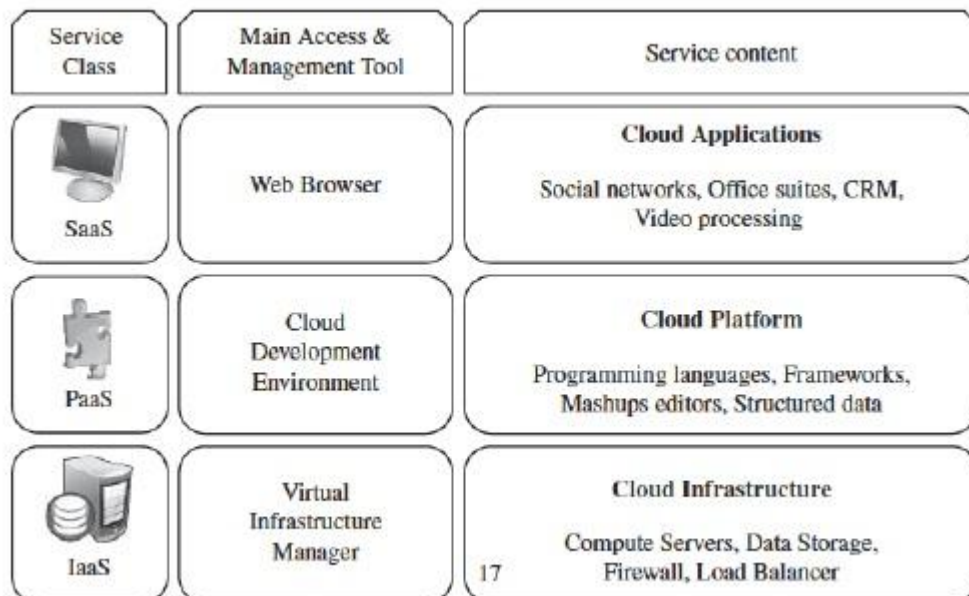 Service
Class
Main Access &
Management Tool
Service content
SaaS
Web Browser
Cloud Applications
Social networks, Office suites, CRM,
Video processing
PaaS
Cloud
Development
Environment
Cloud Platform
Programming languages, Frameworks,
Mashups editors, Structured data
IaaS
Virtual
Infrastructure
Manager
Cloud Infrastructure
Compute Servers, Data Storage,
Firewall, Load Balancer
17